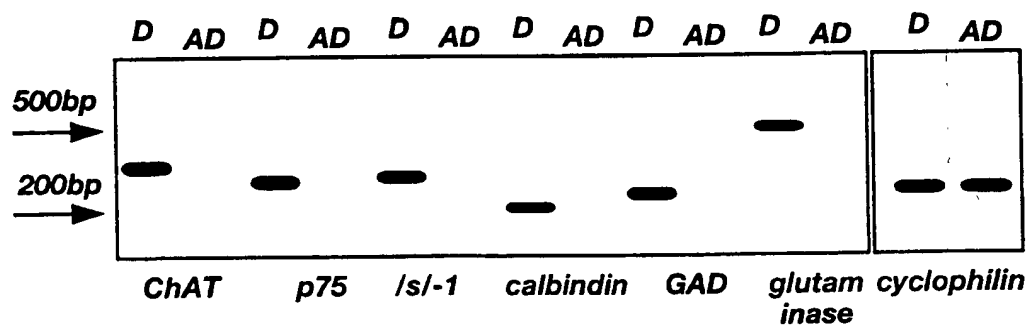 D AD D AD D AD D AD D AD D AD D AD
500bp
200bp
ChAT p75 /s/-1 calbindin GAD glutam cyclophilin
inase